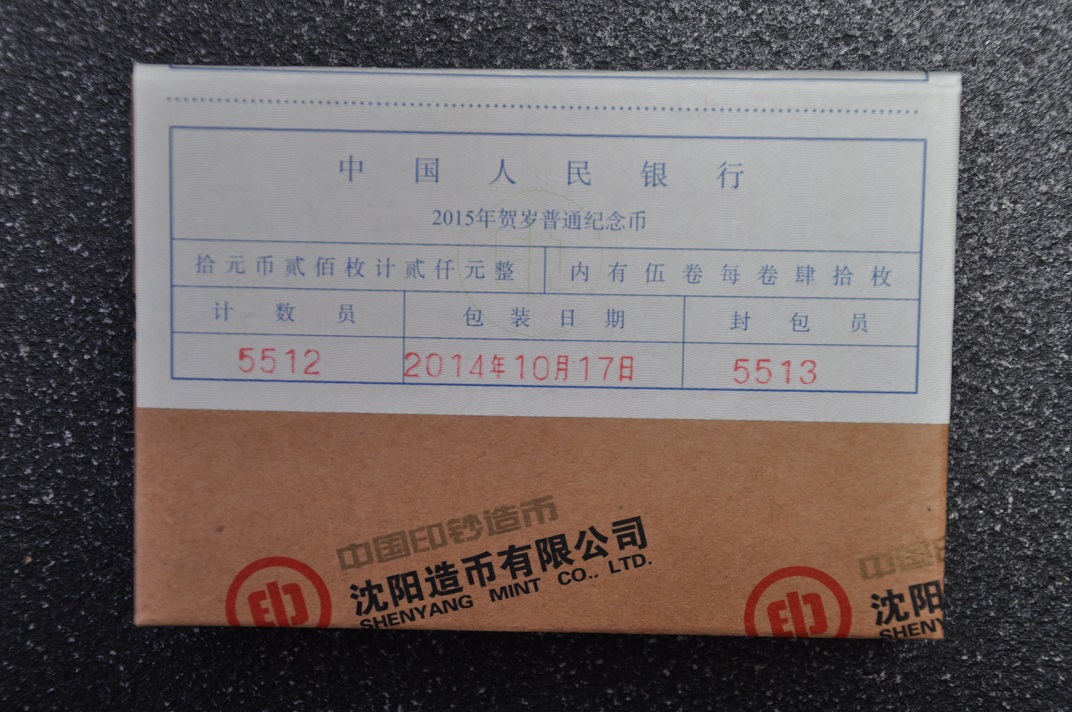 中国人民银行
2015年贺岁普通纪念币
拾元币贰佰枚计贰仟元整 内有伍卷每卷肆拾枚
计数员 包装日期 封包员
5512 2014年10月17日 5513
中国印钞造币
沈阳造币有限公司
SHENYANG MINT CO., LTD.
印
中国印
沈阳
SHENY
印